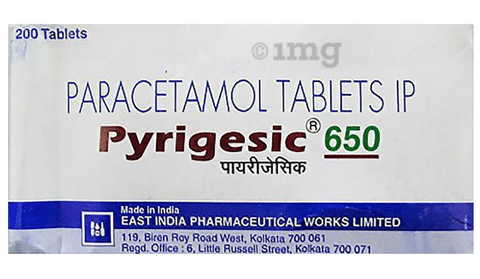 200 Tablets
©1mg
PARACETAMOL TABLETS IP
Pyrigesic® 650
पायरीजेसिक
Made in India
EAST INDIA PHARMACEUTICAL WORKS LIMITED
119, Biren Roy Road West, Kolkata 700 061
Regd. Office : 6, Little Russell Street, Kolkata 700 071